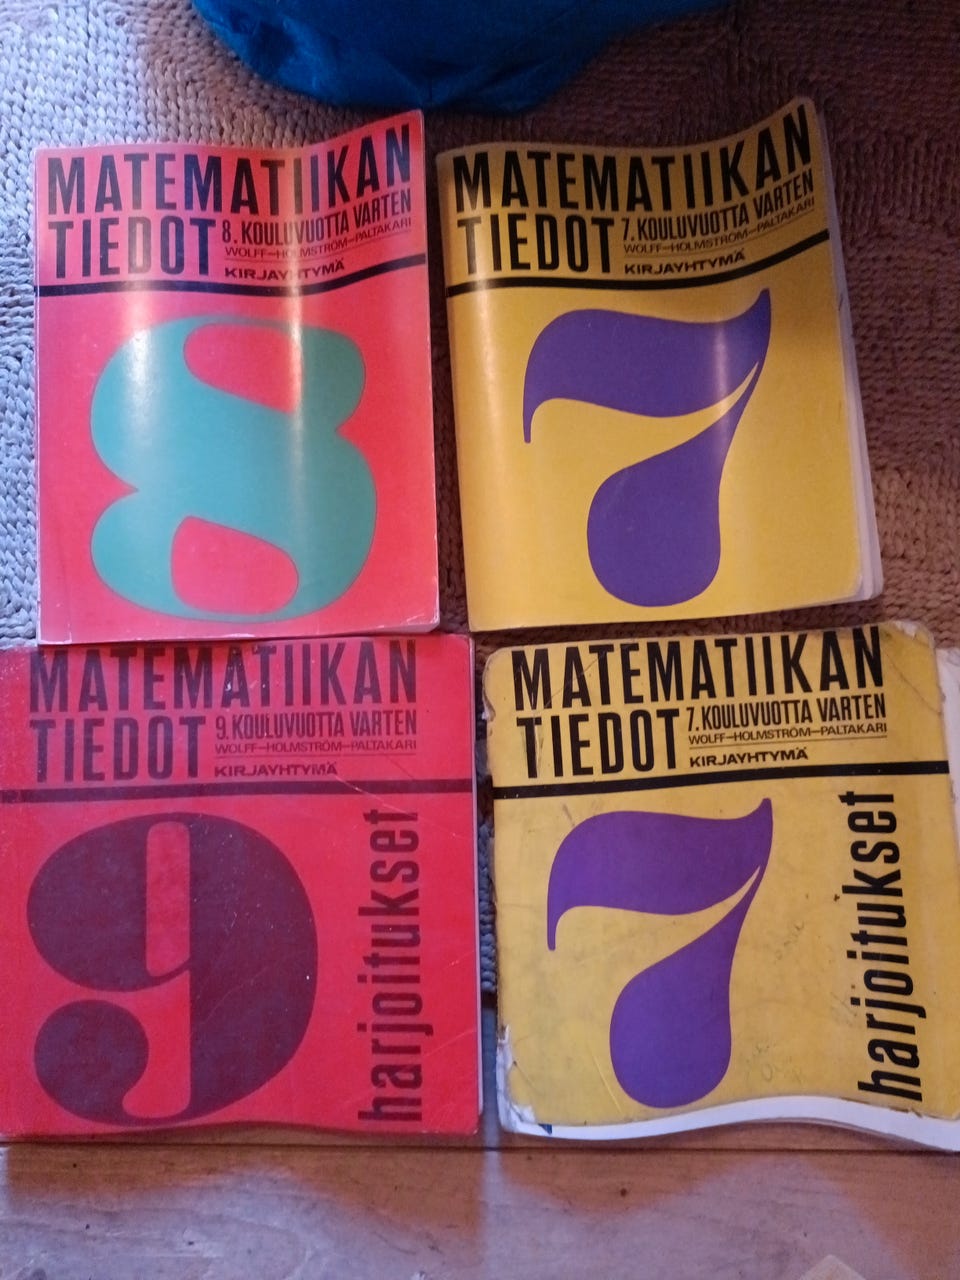 MATEMATIIKAN
TIEDOT
8. KOULUVUOTTA VARTEN
WOLFF—HOLMSTRÖM—PALTAKARI
KIRJAYHTYMÄ
8
MATEMATIIKAN
TIEDOT
7. KOULUVUOTTA VARTEN
WOLFF—HOLMSTRÖM—PALTAKARI
KIRJAYHTYMÄ
7
MATEMATIIKAN
TIEDOT
9. KOULUVUOTTA VARTEN
WOLFF—HOLMSTRÖM—PALTAKARI
KIRJAYHTYMÄ
9
harjoitukset
MATEMATIIKAN
TIEDOT
7. KOULUVUOTTA VARTEN
WOLFF—HOLMSTRÖM—PALTAKARI
KIRJAYHTYMÄ
7
harjoitukset